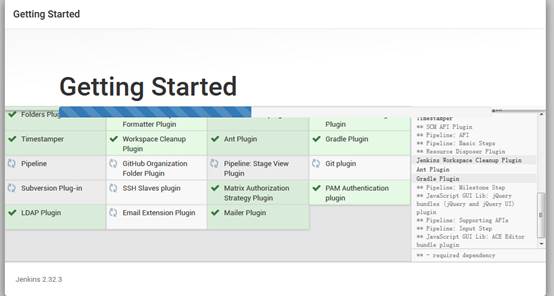 Getting Started
Getting Started
Folders
Formatter Plugin
Timestamper
Workspace Cleanup
Plugin
Ant Plugin
Gradle Plugin
Pipeline
GitHub Organization
Folder Plugin
Pipeline: Stage View
Plugin
Git plugin
Subversion Plug-in
SSH Slaves plugin
Matrix Authorization
Strategy Plugin
PAM Authentication
plugin
LDAP Plugin
Email Extension Plugin
Mailer Plugin
Timestamper
** SCM API Plugin
** Pipeline: API
** Pipeline: Basic Steps
** Resource Disposer Plugin
Jenkins Workspace Cleanup Plugin
Ant Plugin
Gradle Plugin
** Pipeline: Milestone Step
** JavaScript GUI Lib: jQuery
bundles (jQuery and jQuery UI)
plugin
** Pipeline: Supporting APIs
** Pipeline: Input Step
** JavaScript GUI Lib: ACE Editor
bundle plugin
** - required dependency
Jenkins 2.32.3